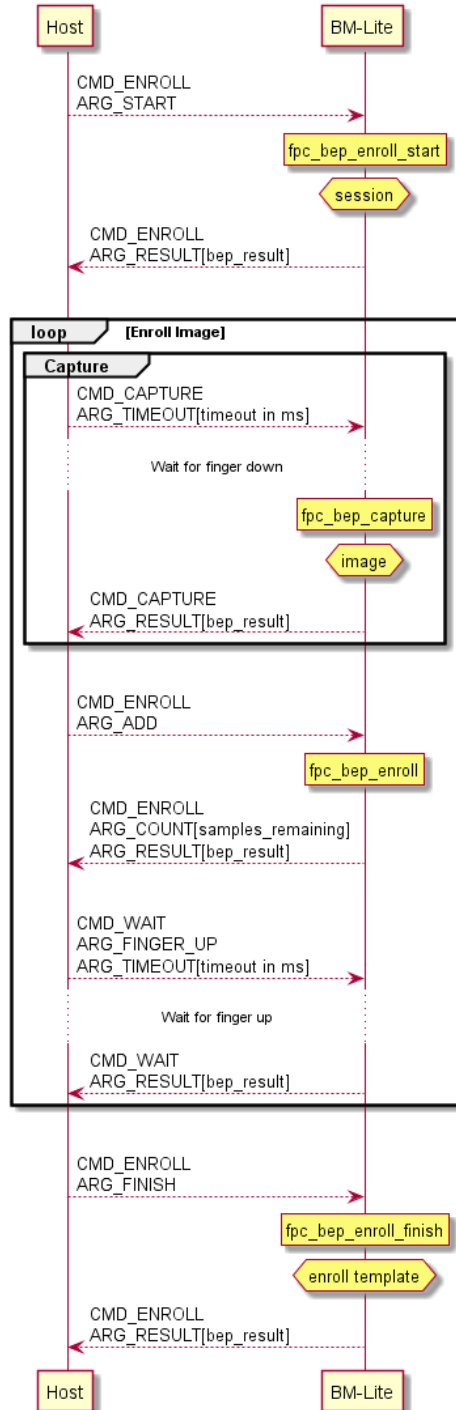 Host
BM-Lite
CMD_ENROLL
ARG_START
fpc_bep_enroll_start
session
CMD_ENROLL
ARG_RESULT[bep_result]
loop
[Enroll Image]
Capture
CMD_CAPTURE
ARG_TIMEOUT[timeout in ms]
Wait for finger down
fpc_bep_capture
image
CMD_CAPTURE
ARG_RESULT[bep_result]
CMD_ENROLL
ARG_ADD
fpc_bep_enroll
CMD_ENROLL
ARG_COUNT[samples_remaining]
ARG_RESULT[bep_result]
CMD_WAIT
ARG_FINGER_UP
ARG_TIMEOUT[timeout in ms]
Wait for finger up
CMD_WAIT
ARG_RESULT[bep_result]
CMD_ENROLL
ARG_FINISH
fpc_bep_enroll_finish
enroll template
CMD_ENROLL
ARG_RESULT[bep_result]
Host
BM-Lite